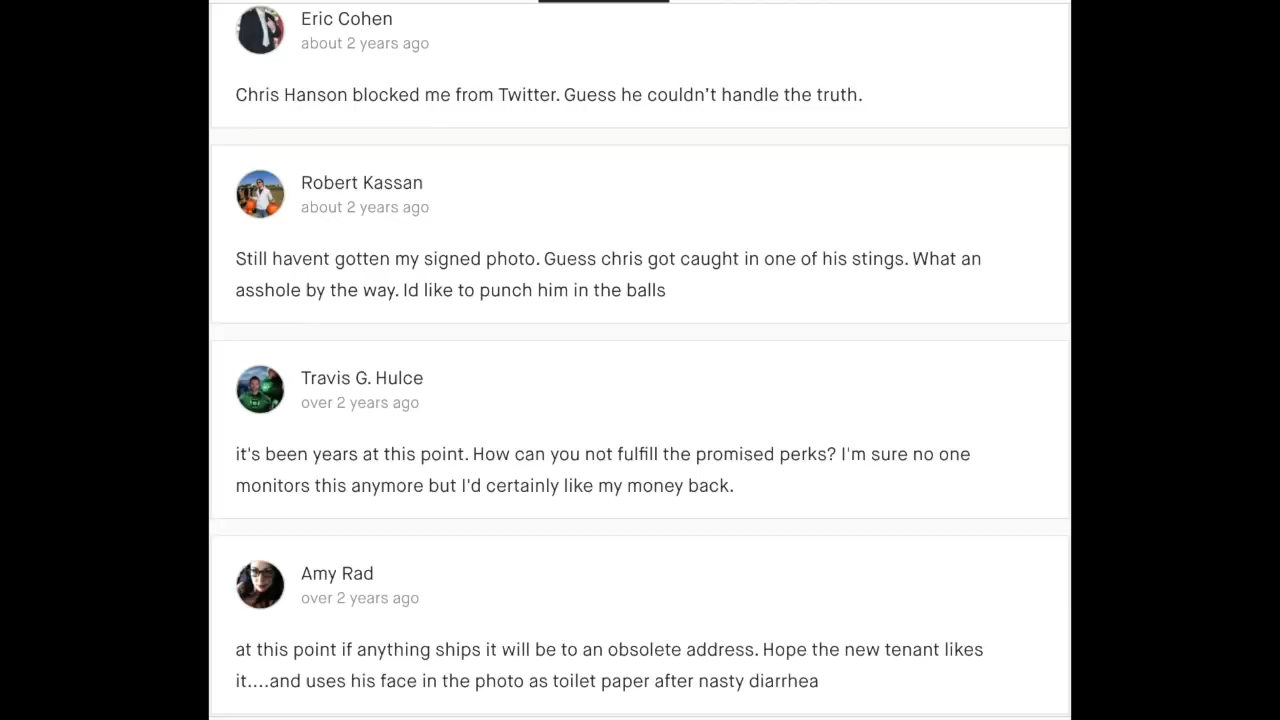 Eric Cohen
about 2 years ago
Chris Hanson blocked me from Twitter. Guess he couldn’t handle the truth.
Robert Kassan
about 2 years ago
Still havent gotten my signed photo. Guess chris got caught in one of his stings. What an
asshole by the way. Id like to punch him in the balls
Travis G. Hulce
over 2 years ago
it's been years at this point. How can you not fulfill the promised perks? I'm sure no one
monitors this anymore but I'd certainly like my money back.
Amy Rad
over 2 years ago
at this point if anything ships it will be to an obsolete address. Hope the new tenant likes
it....and uses his face in the photo as toilet paper after nasty diarrhea